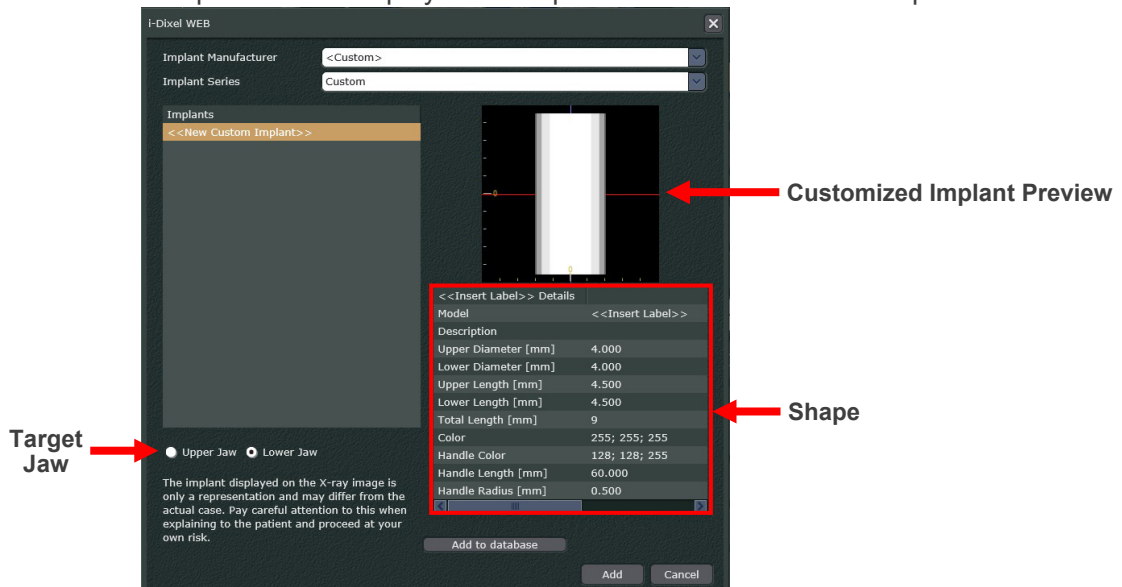 i-Dixel WEB
Implant Manufacturer <Custom>
Implant Series Custom
Implants
<<New Custom Implant>>
0
0
Customized Implant Preview
<<Insert Label>> Details
Model <<Insert Label>>
Description
Upper Diameter [mm] 4.000
Lower Diameter [mm] 4.000
Upper Length [mm] 4.500
Lower Length [mm] 4.500
Total Length [mm] 9
Color 255; 255; 255
Handle Color 128; 128; 255
Handle Length [mm] 60.000
Handle Radius [mm] 0.500
Shape
Target
Jaw
Upper Jaw Lower Jaw
The implant displayed on the X-ray image is
only a representation and may differ from the
actual case. Pay careful attention to this when
explaining to the patient and proceed at your
own risk.
Add to database
Add Cancel